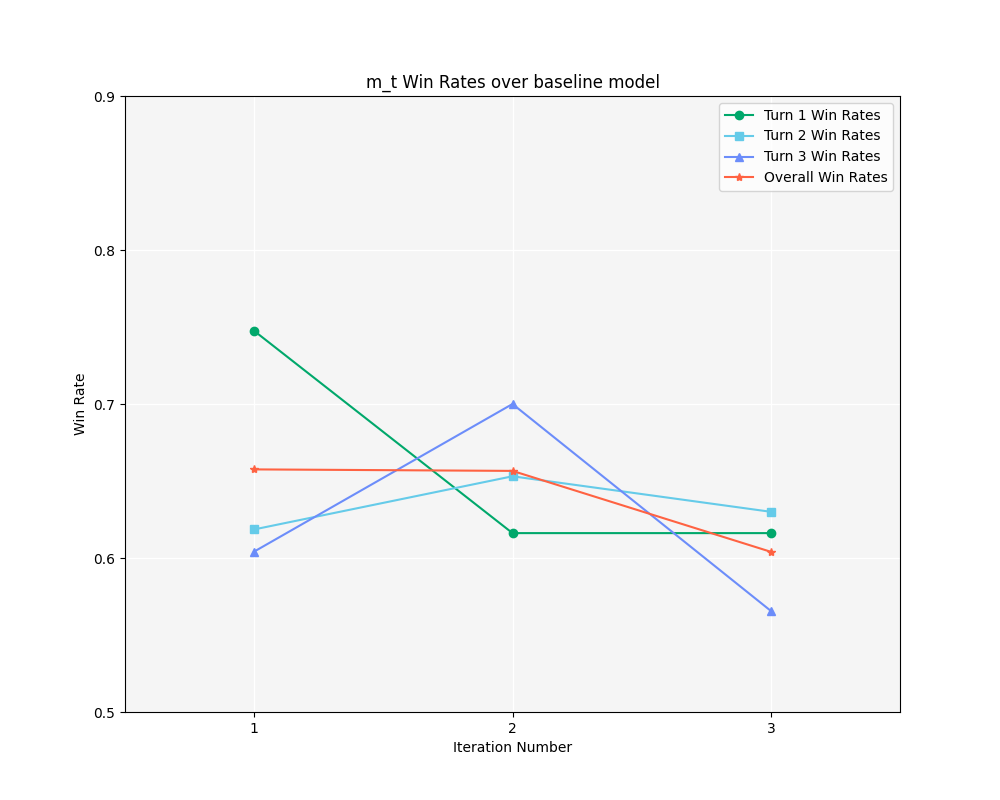 m_t Win Rates over baseline model
Turn 1 Win Rates
Turn 2 Win Rates
Turn 3 Win Rates
Overall Win Rates
Win Rate
0.9
0.8
0.7
0.6
0.5
1 2 3
Iteration Number